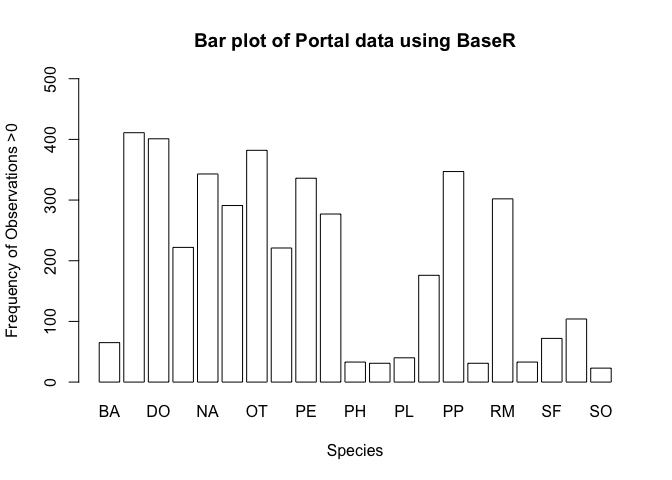 Bar plot of Portal data using BaseR
Frequency of Observations >0
500
400
300
200
100
0
BA DO NA OT PE PH PL PP RM SF SO
Species